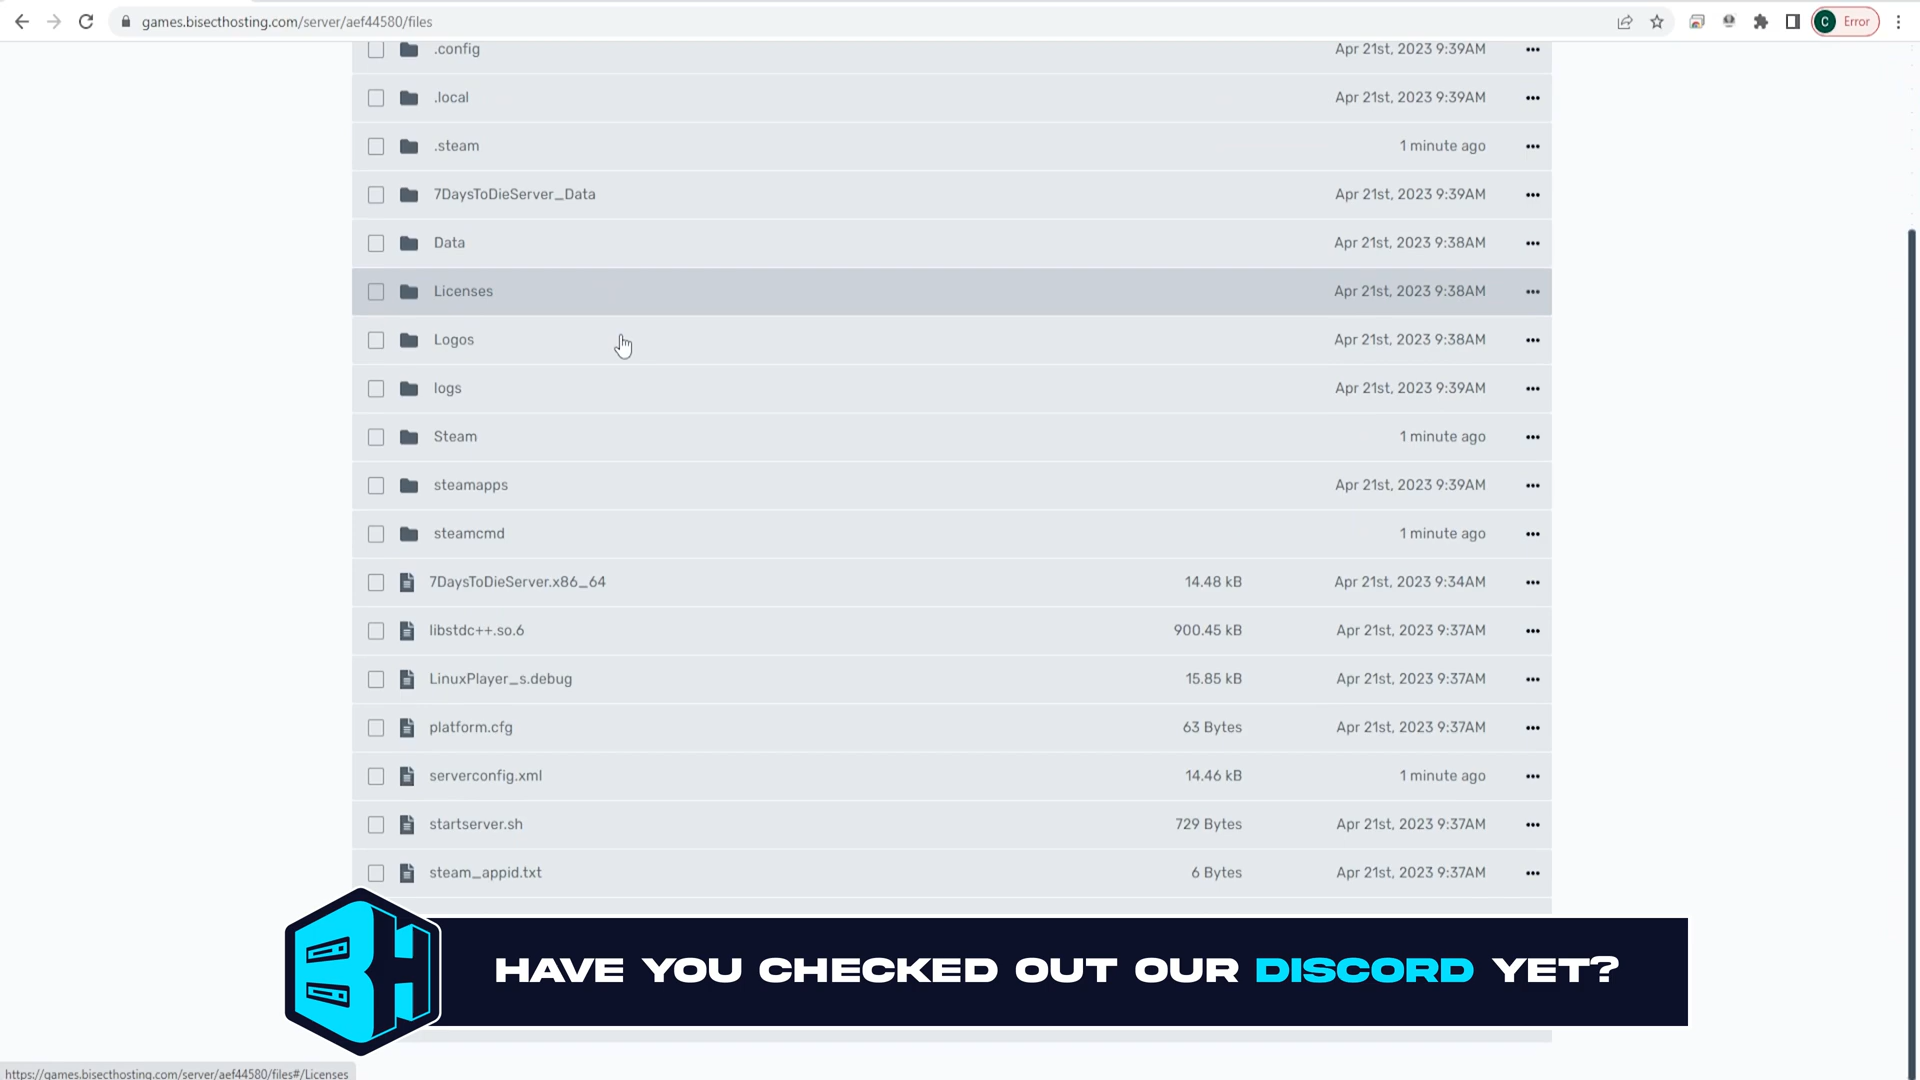 games.bisecthosting.com/server/aef44580/files
C Error
.config Apr 21st, 2023 9:39AM
.local Apr 21st, 2023 9:39AM
.steam 1 minute ago
7DaysToDieServer_Data Apr 21st, 2023 9:39AM
Data Apr 21st, 2023 9:38AM
Licenses Apr 21st, 2023 9:38AM
Logos Apr 21st, 2023 9:38AM
logs Apr 21st, 2023 9:39AM
Steam 1 minute ago
steamapps Apr 21st, 2023 9:39AM
steamcmd 1 minute ago
7DaysToDieServer.x86_64 14.48 kB Apr 21st, 2023 9:34AM
libstdc++.so.6 900.45 kB Apr 21st, 2023 9:37AM
LinuxPlayer_s.debug 15.85 kB Apr 21st, 2023 9:37AM
platform.cfg 63 Bytes Apr 21st, 2023 9:37AM
serverconfig.xml 14.46 kB 1 minute ago
startserver.sh 729 Bytes Apr 21st, 2023 9:37AM
steam_appid.txt 6 Bytes Apr 21st, 2023 9:37AM
BH
HAVE YOU CHECKED OUT OUR DISCORD YET?
https://games.bisecthosting.com/server/aef44580/files#/Licenses